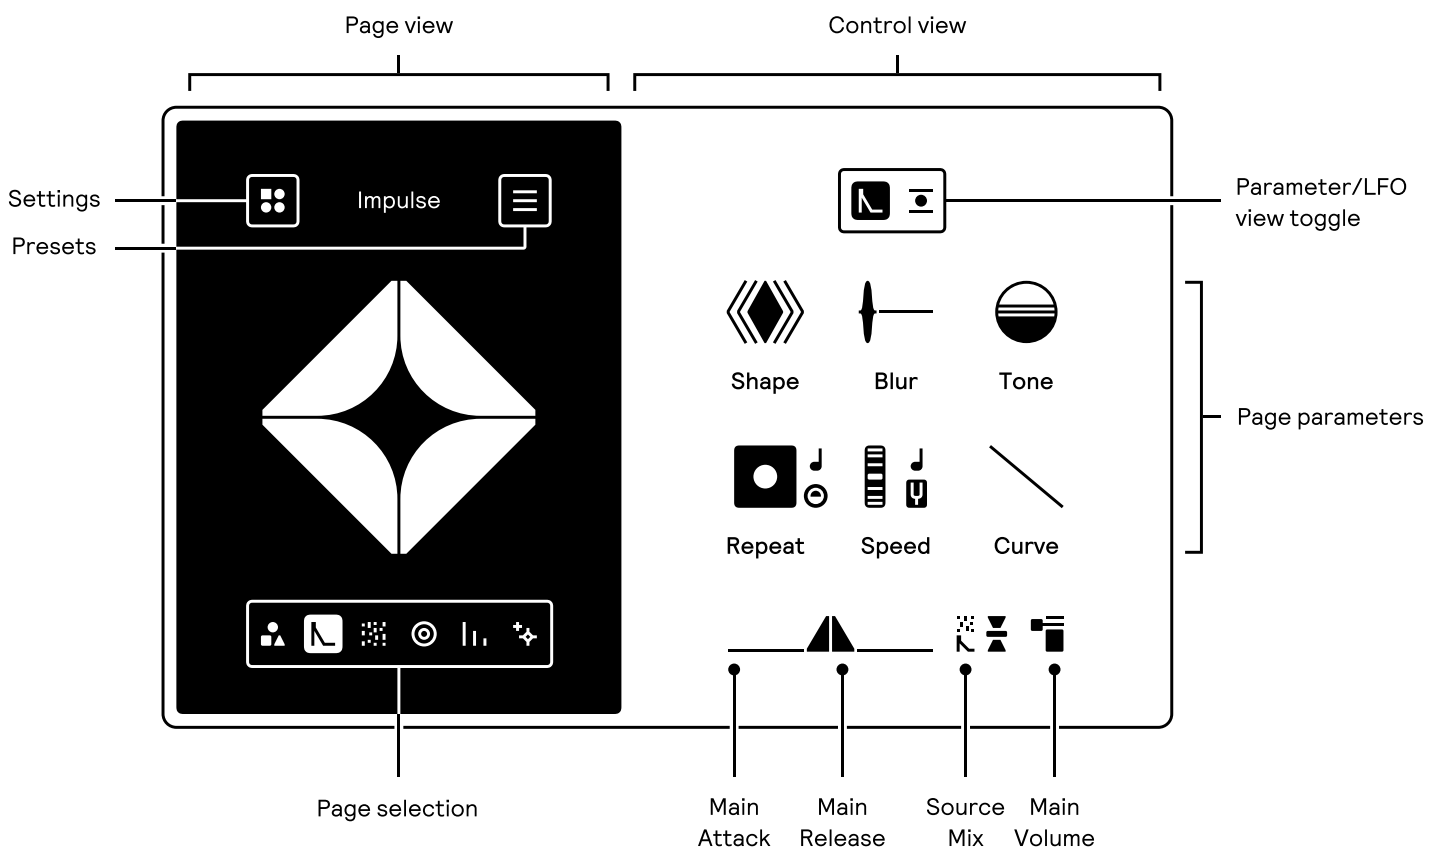 Page view
Control view
Settings
Impulse
Presets
Parameter/LFO
view toggle
Shape
Blur
Tone
Page parameters
Repeat
Speed
Curve
Page selection
Main
Attack
Main
Release
Source
Mix
Main
Volume